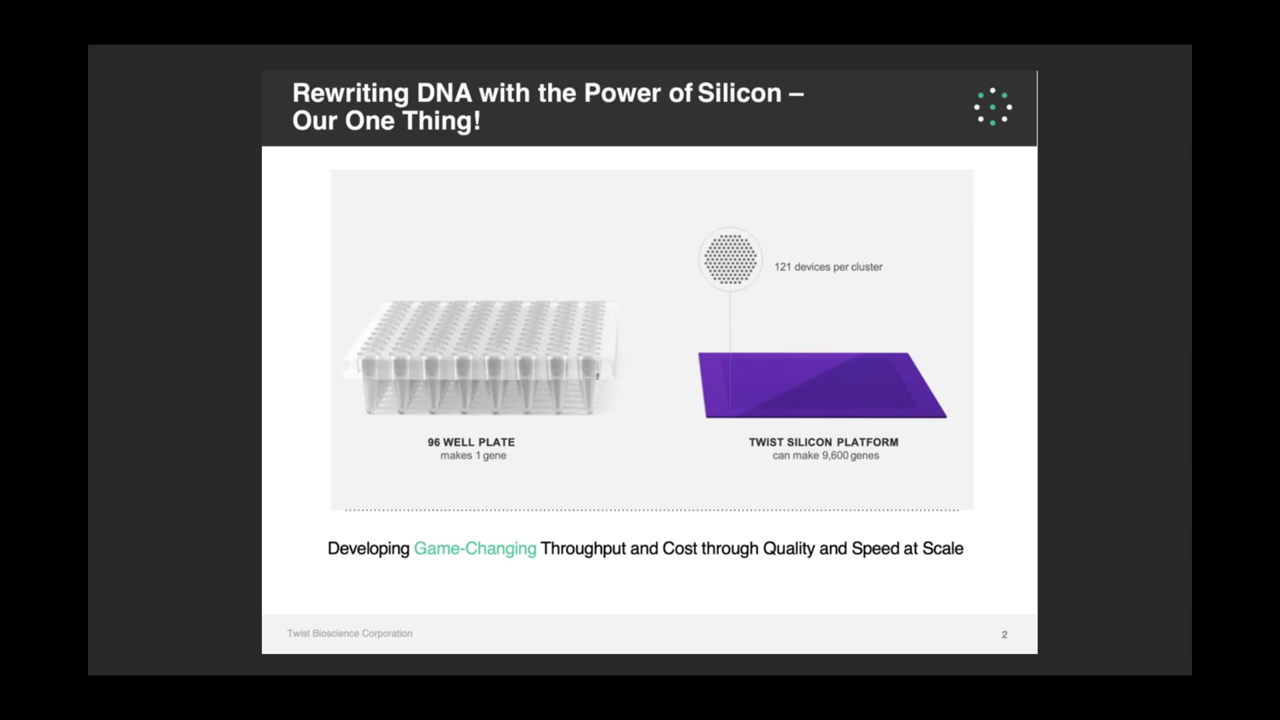 Rewriting DNA with the Power of Silicon –
Our One Thing!
121 devices per cluster
96 WELL PLATE
makes 1 gene
TWIST SILICON PLATFORM
can make 9,600 genes
Developing Game-Changing Throughput and Cost through Quality and Speed at Scale
Twist Bioscience Corporation
2